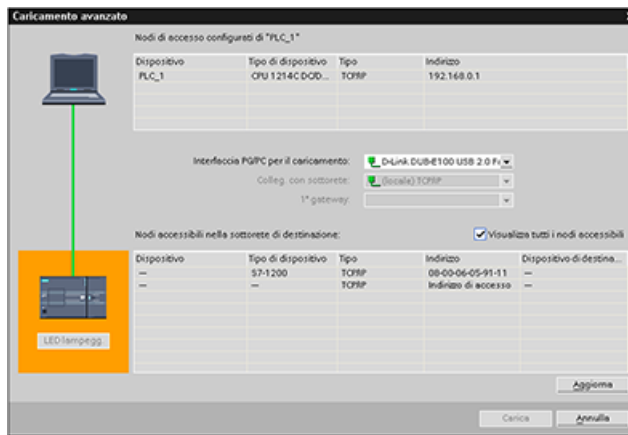 Caricamento avanzato
Nodi di accesso configurati di "PLC_1"
Dispositivo Tipo di dispositivo Tipo Indirizzo
PLC_1 CPU 1214C DC/D... TCP/IP 192.168.0.1
Interfaccia PG/PC per il caricamento: D-Link DUB-E100 USB 2.0 F
Colleg. con sottorete: (locale) TCP/IP
1° gateway:
Nodi accessibili nella sottorete di destinazione: Visualizza tutti i nodi accessibili
Dispositivo Tipo di dispositivo Tipo Indirizzo Dispositivo di destina...
— S7-1200 TCP/IP 08-00-06-05-91-11 —
— — TCP/IP Indirizzo di accesso —
LED lampegg
Aggiorna
Carica Annulla